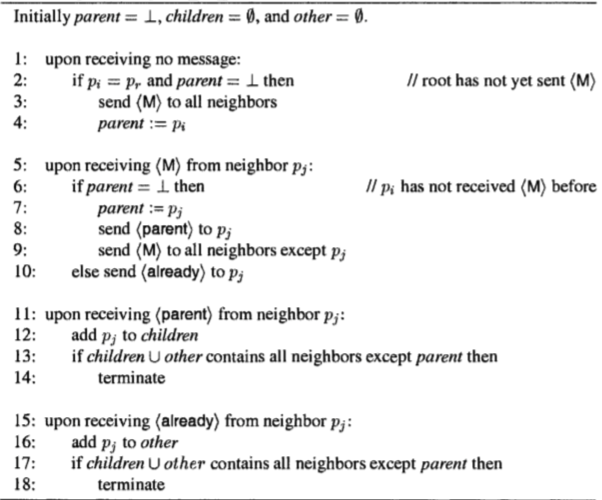 Initially parent = ⊥, children = ∅, and other = ∅.
1: upon receiving no message:
2: if pᵢ = pᵣ and parent = ⊥ then // root has not yet sent ⟨M⟩
3: send ⟨M⟩ to all neighbors
4: parent := pᵢ
5: upon receiving ⟨M⟩ from neighbor pⱼ:
6: if parent = ⊥ then // pᵢ has not received ⟨M⟩ before
7: parent := pⱼ
8: send ⟨parent⟩ to pⱼ
9: send ⟨M⟩ to all neighbors except pⱼ
10: else send ⟨already⟩ to pⱼ
11: upon receiving ⟨parent⟩ from neighbor pⱼ:
12: add pⱼ to children
13: if children ∪ other contains all neighbors except parent then
14: terminate
15: upon receiving ⟨already⟩ from neighbor pⱼ:
16: add pⱼ to other
17: if children ∪ other contains all neighbors except parent then
18: terminate